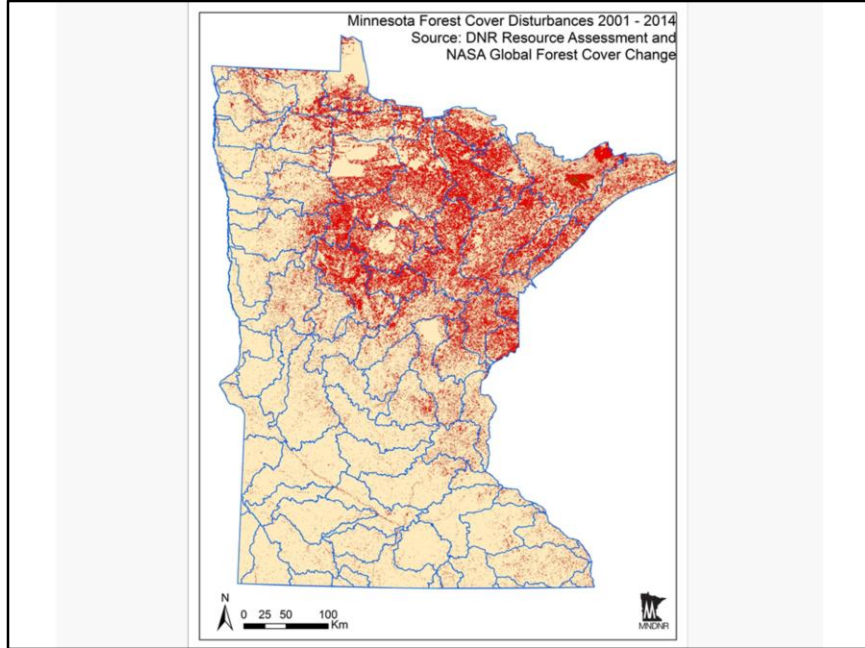 Minnesota Forest Cover Disturbances 2001 - 2014
Source: DNR Resource Assessment and
NASA Global Forest Cover Change
N
0 25 50 100
Km
MNDNR